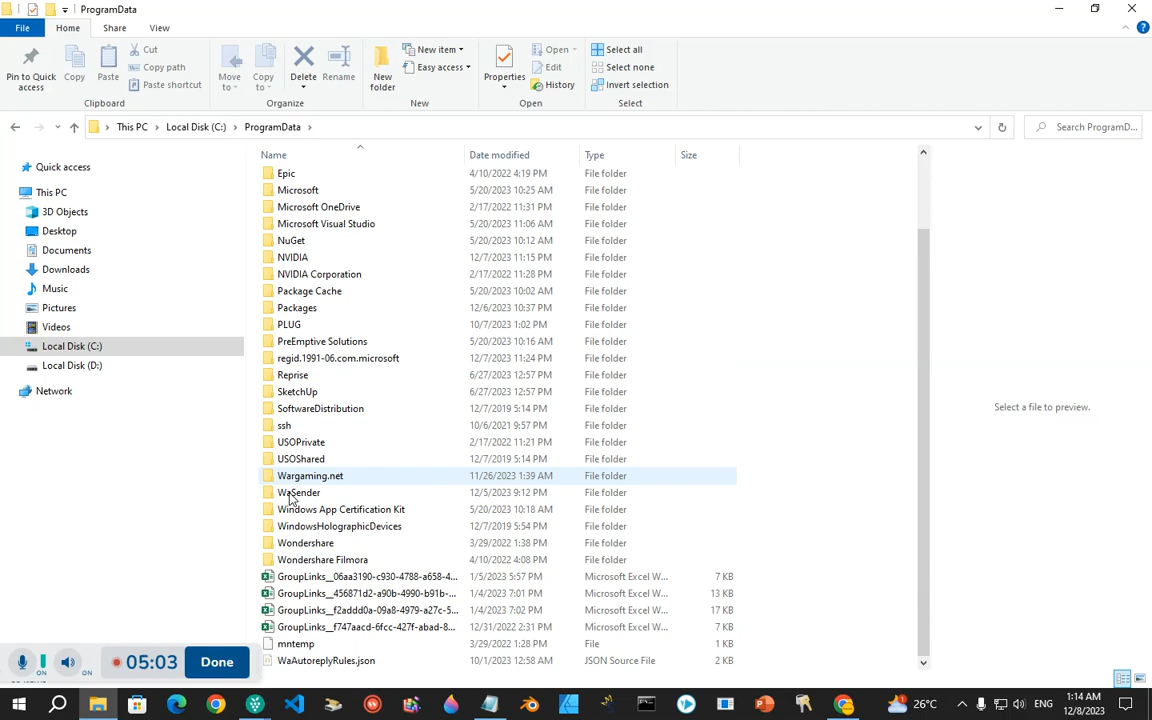 ProgramData
File Home Share View
Pin to Quick access Copy Paste Cut Copy path Paste shortcut Move to Copy to Delete Rename New folder New item Easy access Properties Open Edit History Select all Select none Invert selection
Clipboard Organize New Open Select
This PC Local Disk (C:) ProgramData Search ProgramD...
Quick access
This PC
3D Objects
Desktop
Documents
Downloads
Music
Pictures
Videos
Local Disk (C:)
Local Disk (D:)
Network
Name Date modified Type Size
Epic 4/10/2022 4:19 PM File folder
Microsoft 5/20/2023 10:25 AM File folder
Microsoft OneDrive 2/17/2022 11:31 PM File folder
Microsoft Visual Studio 5/20/2023 11:06 AM File folder
NuGet 5/20/2023 10:12 AM File folder
NVIDIA 12/7/2023 11:15 PM File folder
NVIDIA Corporation 2/17/2022 11:28 PM File folder
Package Cache 5/20/2023 10:02 AM File folder
Packages 12/6/2023 10:37 PM File folder
PLUG 10/7/2023 1:02 PM File folder
PreEmptive Solutions 5/20/2023 10:16 AM File folder
regid.1991-06.com.microsoft 12/7/2023 11:24 PM File folder
Reprise 6/27/2023 12:57 PM File folder
SketchUp 6/27/2023 12:57 PM File folder
SoftwareDistribution 12/7/2019 5:14 PM File folder
ssh 10/6/2021 9:57 PM File folder
USOPrivate 2/17/2022 11:21 PM File folder
USOShared 12/7/2019 5:14 PM File folder
Wargaming.net 11/26/2023 1:39 AM File folder
WaSender 12/5/2023 9:12 PM File folder
Windows App Certification Kit 5/20/2023 10:18 AM File folder
WindowsHolographicDevices 12/7/2019 5:54 PM File folder
Wondershare 3/29/2022 1:38 PM File folder
Wondershare Filmora 4/10/2022 4:08 PM File folder
GroupLinks__06aa3190-c930-4788-a658-4... 1/5/2023 5:57 PM Microsoft Excel W... 7 KB
GroupLinks__456871d2-a90b-4990-b91b-... 1/4/2023 7:01 PM Microsoft Excel W... 13 KB
GroupLinks__f2addd0a-09a8-4979-a27c-5... 1/4/2023 7:02 PM Microsoft Excel W... 17 KB
GroupLinks__f747aacd-6fcc-427f-abad-8... 12/31/2022 2:31 PM Microsoft Excel W... 7 KB
mntemp 3/29/2022 1:28 PM File 1 KB
WaAutoreplyRules.json 10/1/2023 12:58 AM JSON Source File 2 KB
Select a file to preview.
ON ON 05:03 Done
26°C ENG 1:14 AM
12/8/2023